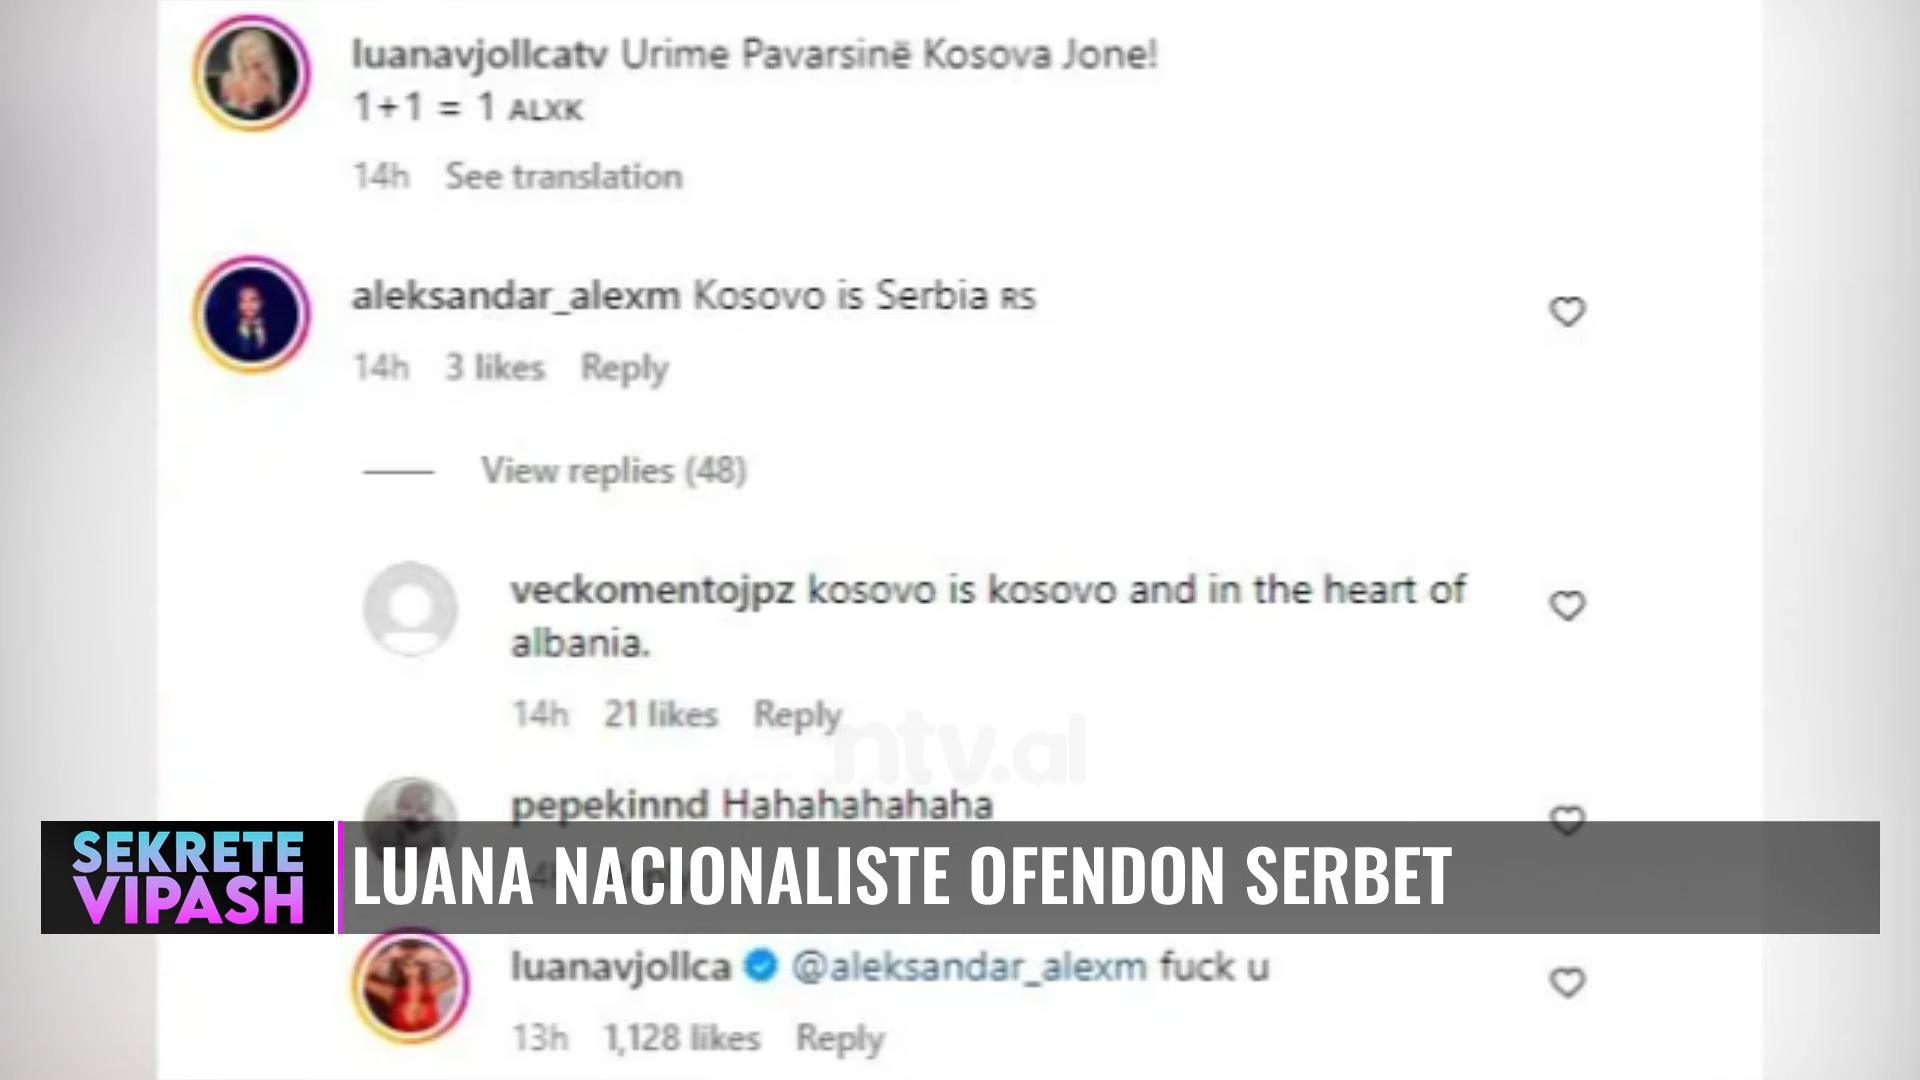 luanavjollcatv Urime Pavarsinë Kosova Jone!
1+1 = 1 ALXK
14h See translation
aleksandar_alexm Kosovo is Serbia RS
14h 3 likes Reply
View replies (48)
veckomentojpz kosovo is kosovo and in the heart of
albania.
14h 21 likes Reply
ntv.al
pepekinnd Hahahahahaha
SEKRETE
VIPASH
LUANA NACIONALISTE OFENDON SERBET
luanavjollca @aleksandar_alexm fuck u
13h 1,128 likes Reply